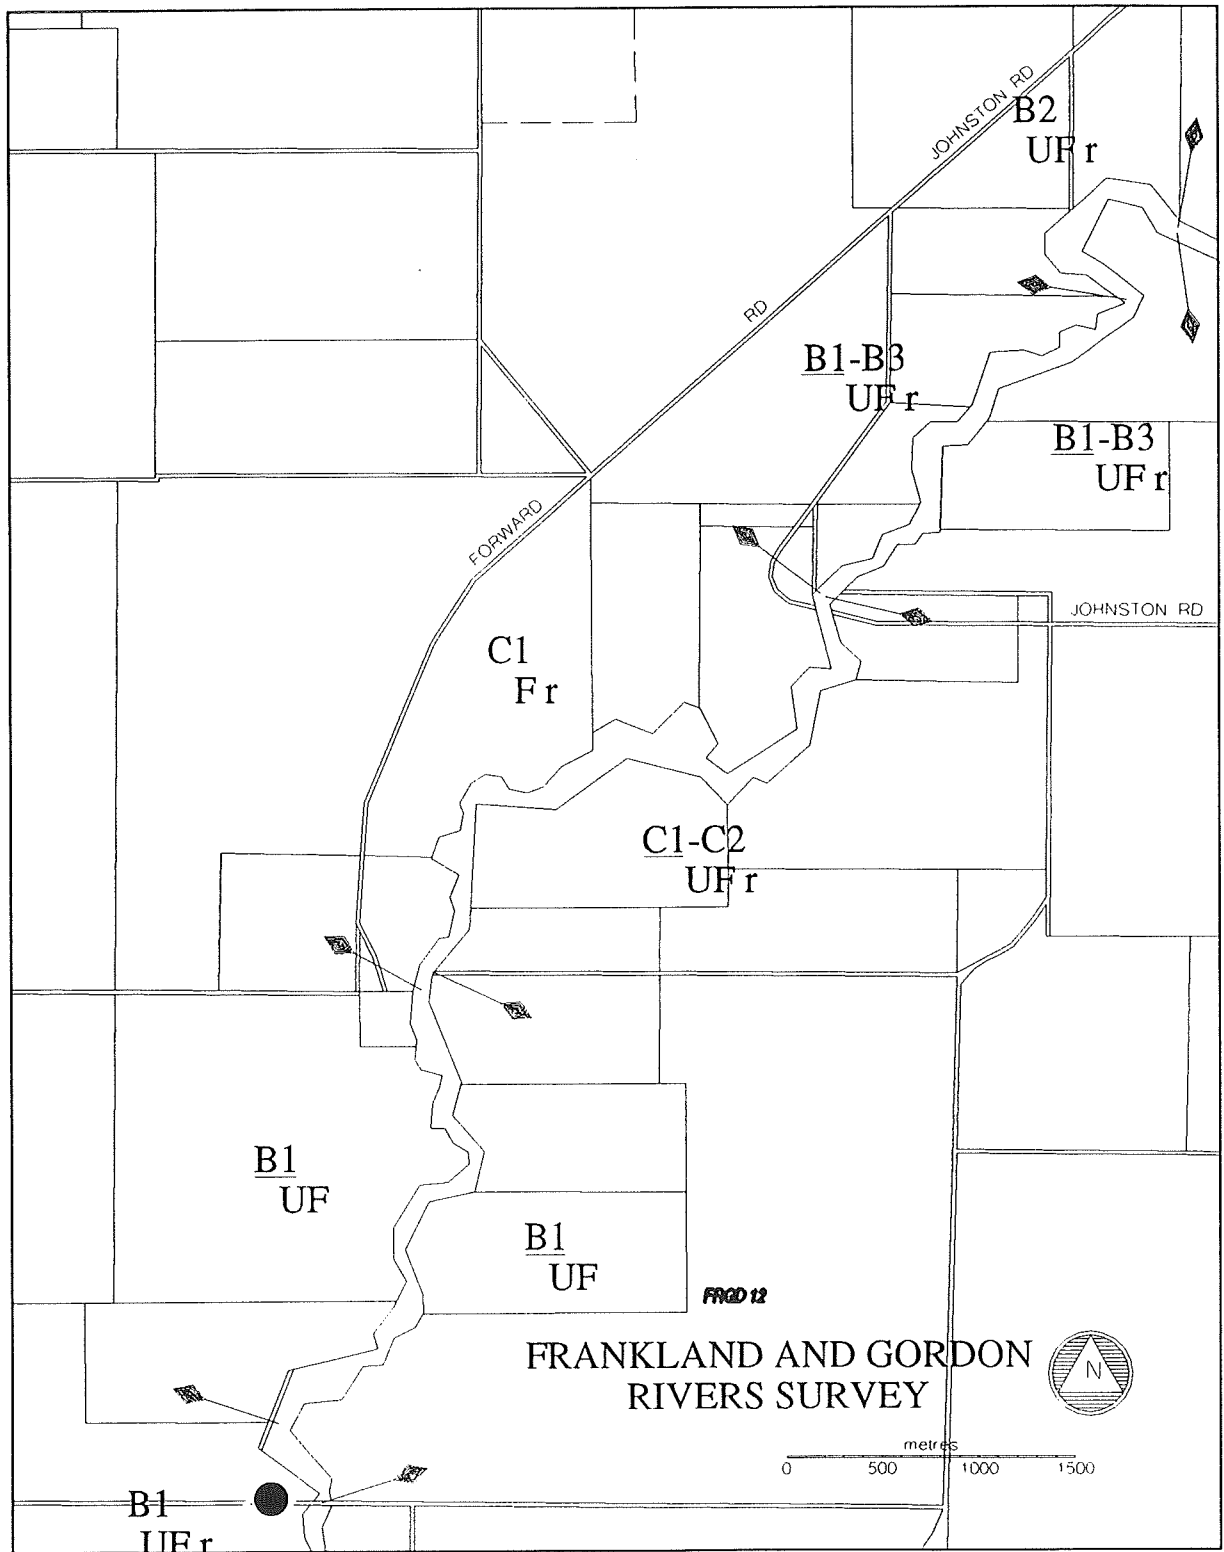 JOHNSTON RD
B2
UF r
RD
B1-B3
UF r
B1-B3
UF r
FORWARD
JOHNSTON RD
C1
F r
C1-C2
UF r
B1
UF
B1
UF
FRGD 12
FRANKLAND AND GORDON
RIVERS SURVEY
N
metres
0 500 1000 1500
B1
UF r